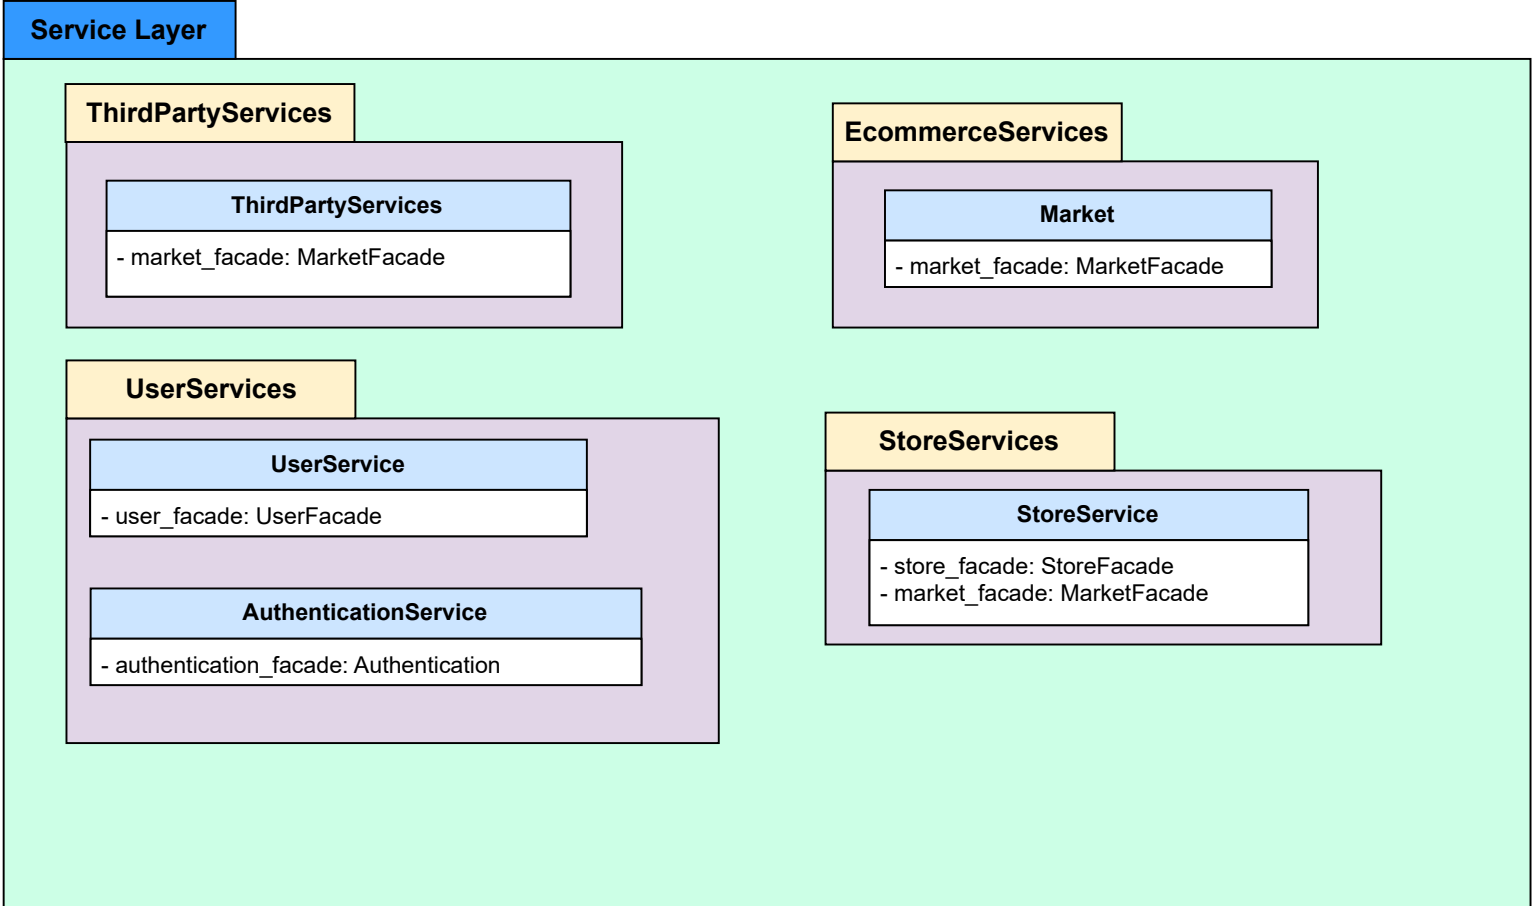 Service Layer
ThirdPartyServices
ThirdPartyServices
- market_facade: MarketFacade
EcommerceServices
Market
- market_facade: MarketFacade
UserServices
UserService
- user_facade: UserFacade
AuthenticationService
- authentication_facade: Authentication
StoreServices
StoreService
- store_facade: StoreFacade
- market_facade: MarketFacade